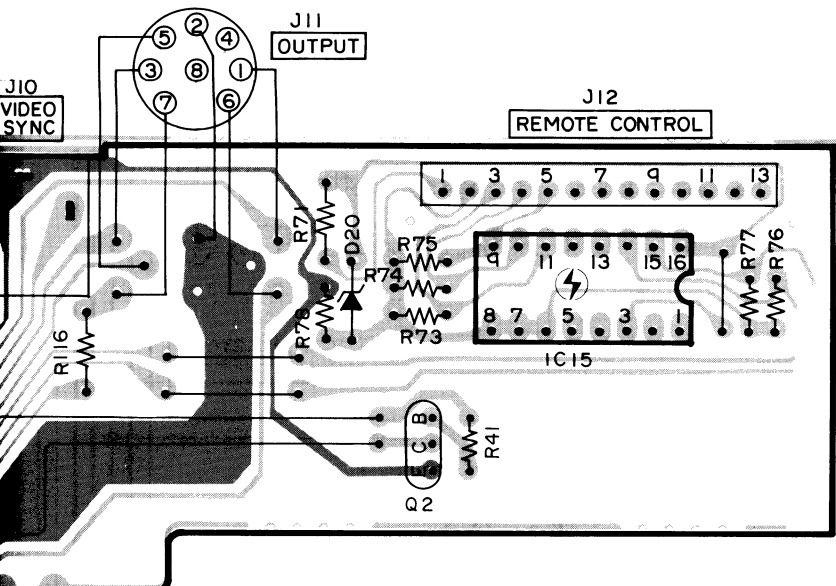 J11
OUTPUT
2
5
4
3
8
1
7
6
J10
VIDEO
SYNC
J12
REMOTE CONTROL
1 3 5 7 9 11 13
R71
D20
R75
R74
R73
R78
9 11 13 15 16
8 7 5 3 1
IC15
R77
R76
R116
B
C
E
Q2
R41